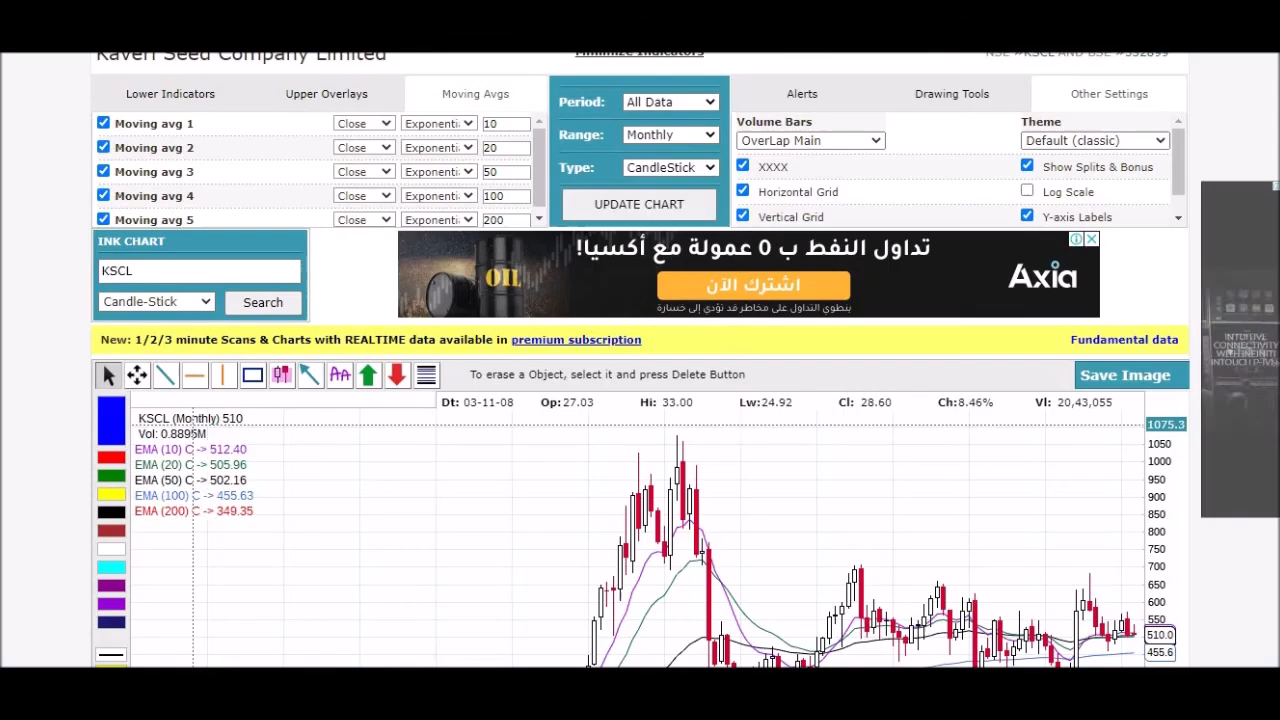 Kaveri Seed Company Limited
Minimize Indicators
NSE »KSCL AND BSE »532899
Lower Indicators
Upper Overlays
Moving Avgs
Moving avg 1 Close 10
Moving avg 2 Close 20
Moving avg 3 Close 50
Moving avg 4 Close 100
Moving avg 5 Close 200
Period: All Data
Range: Monthly
Type: CandleStick
UPDATE CHART
Alerts
Drawing Tools
Other Settings
Volume Bars
OverLap Main
XXXX
Horizontal Grid
Vertical Grid
Theme
Default (classic)
Show Splits & Bonus
Log Scale
Y-axis Labels
INK CHART
KSCL
Candle-Stick
Search
OIL
تداول النفط ب 0 عمولة مع أكسيا!
اشترك الآن
ينطوي التداول على مخاطر قد تؤدي إلى خسارة
Axia
New: 1/2/3 minute Scans & Charts with REALTIME data available in premium subscription
Fundamental data
To erase a Object, select it and press Delete Button
Save Image
Dt: 03-11-08 Op:27.03 Hi: 33.00 Lw:24.92 Cl: 28.60 Ch:8.46% Vl: 20,43,055
KSCL (Monthly) 510
Vol: 0.8895M
EMA (10) C -> 512.40
EMA (20) C -> 505.96
EMA (50) C -> 502.16
EMA (100) C -> 455.63
EMA (200) C -> 349.35
1075.3
1050
1000
950
900
850
800
750
700
650
600
550
510.0
455.6
INTUITIVE
CONNECTIVITY
WITH INFINITI